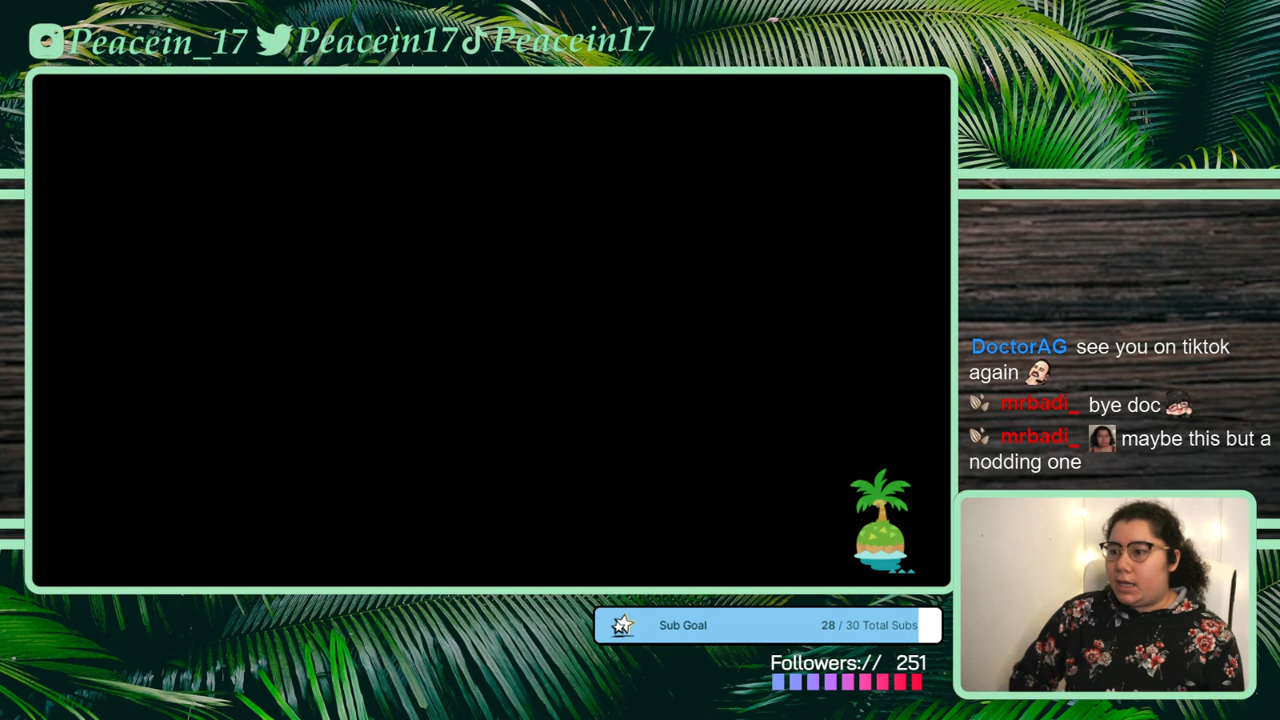 Peacein_17 Peacein17 Peacein17
DoctorAG see you on tiktok
again
mrbadi_ bye doc
mrbadi_ maybe this but a
nodding one
Sub Goal 28 / 30 Total Subs
Followers:// 251